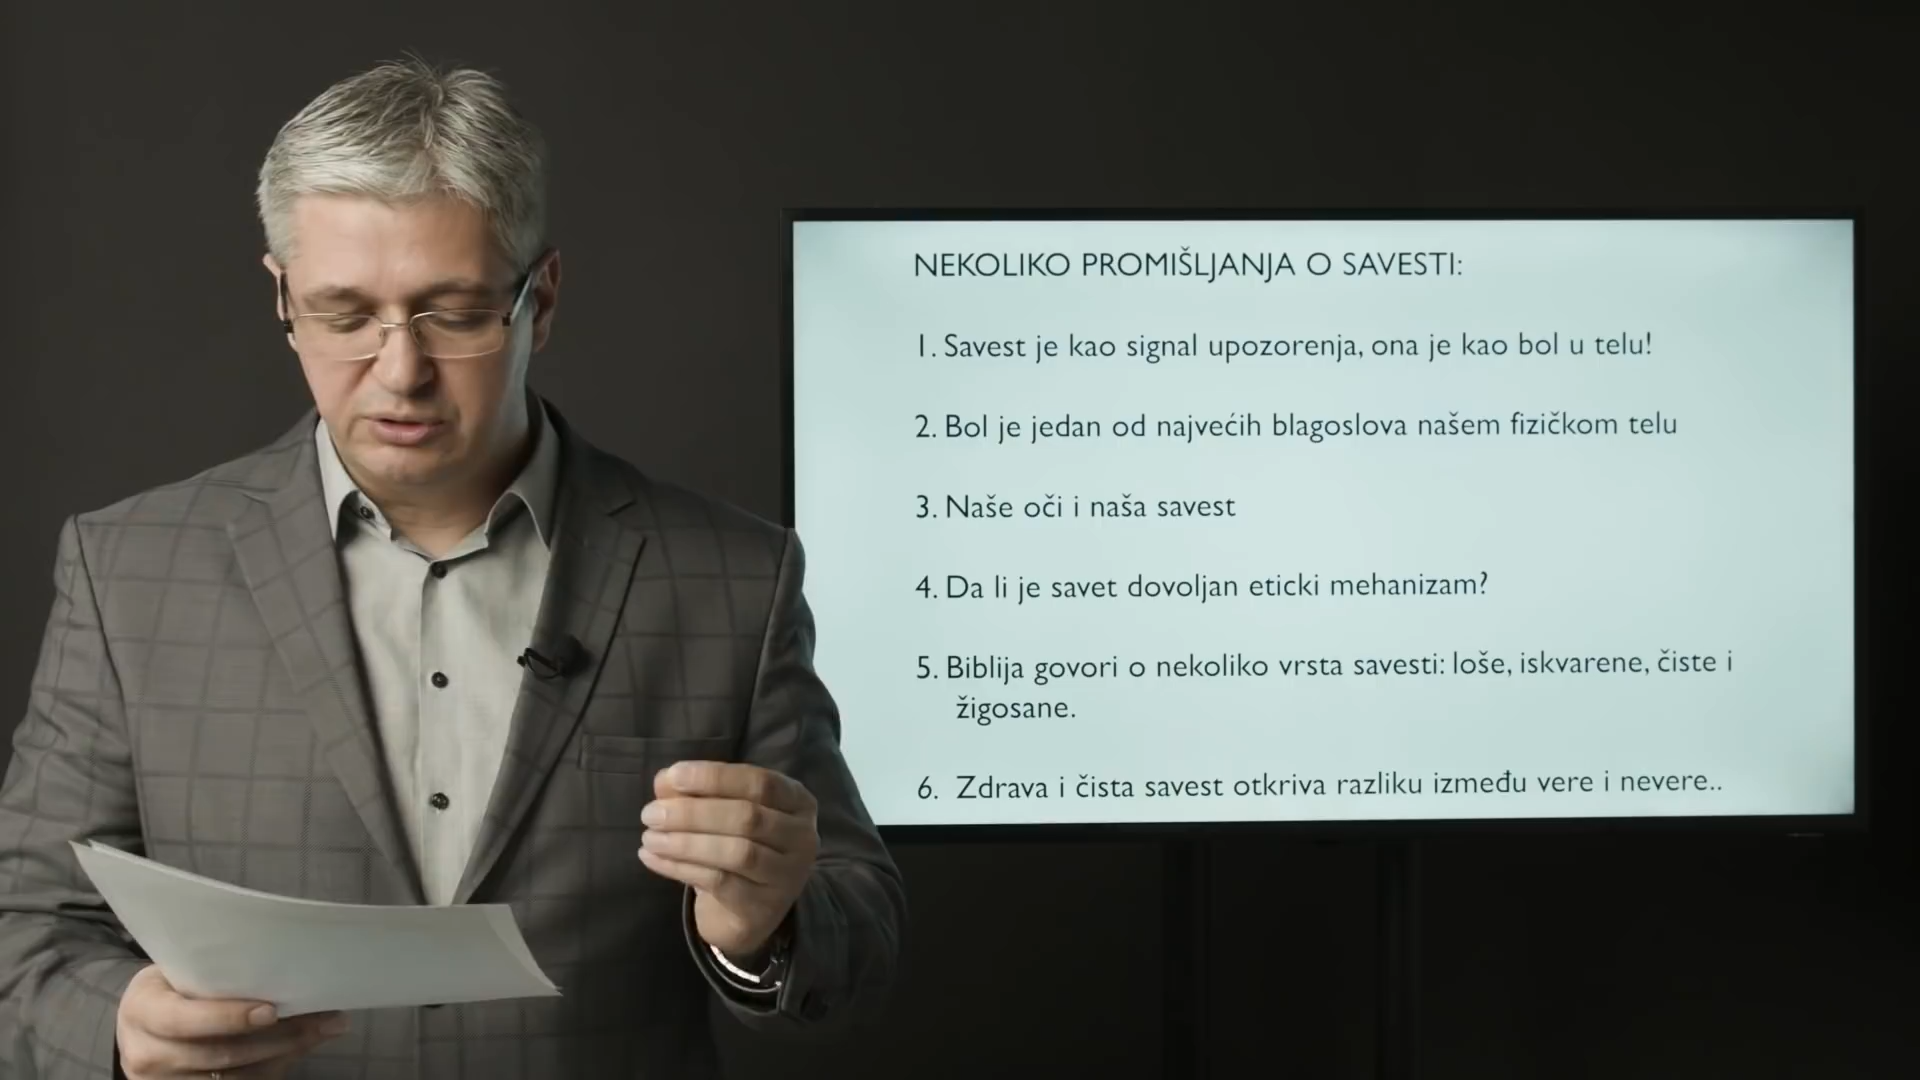 NEKOLIKO PROMIŠLJANJA O SAVESTI:
1. Savest je kao signal upozorenja, ona je kao bol u telu!
2. Bol je jedan od najvećih blagoslova našem fizičkom telu
3. Naše oči i naša savest
4. Da li je savet dovoljan eticki mehanizam?
5. Biblija govori o nekoliko vrsta savesti: loše, iskvarene, čiste i
žigosane.
6. Zdrava i čista savest otkriva razliku između vere i nevere..